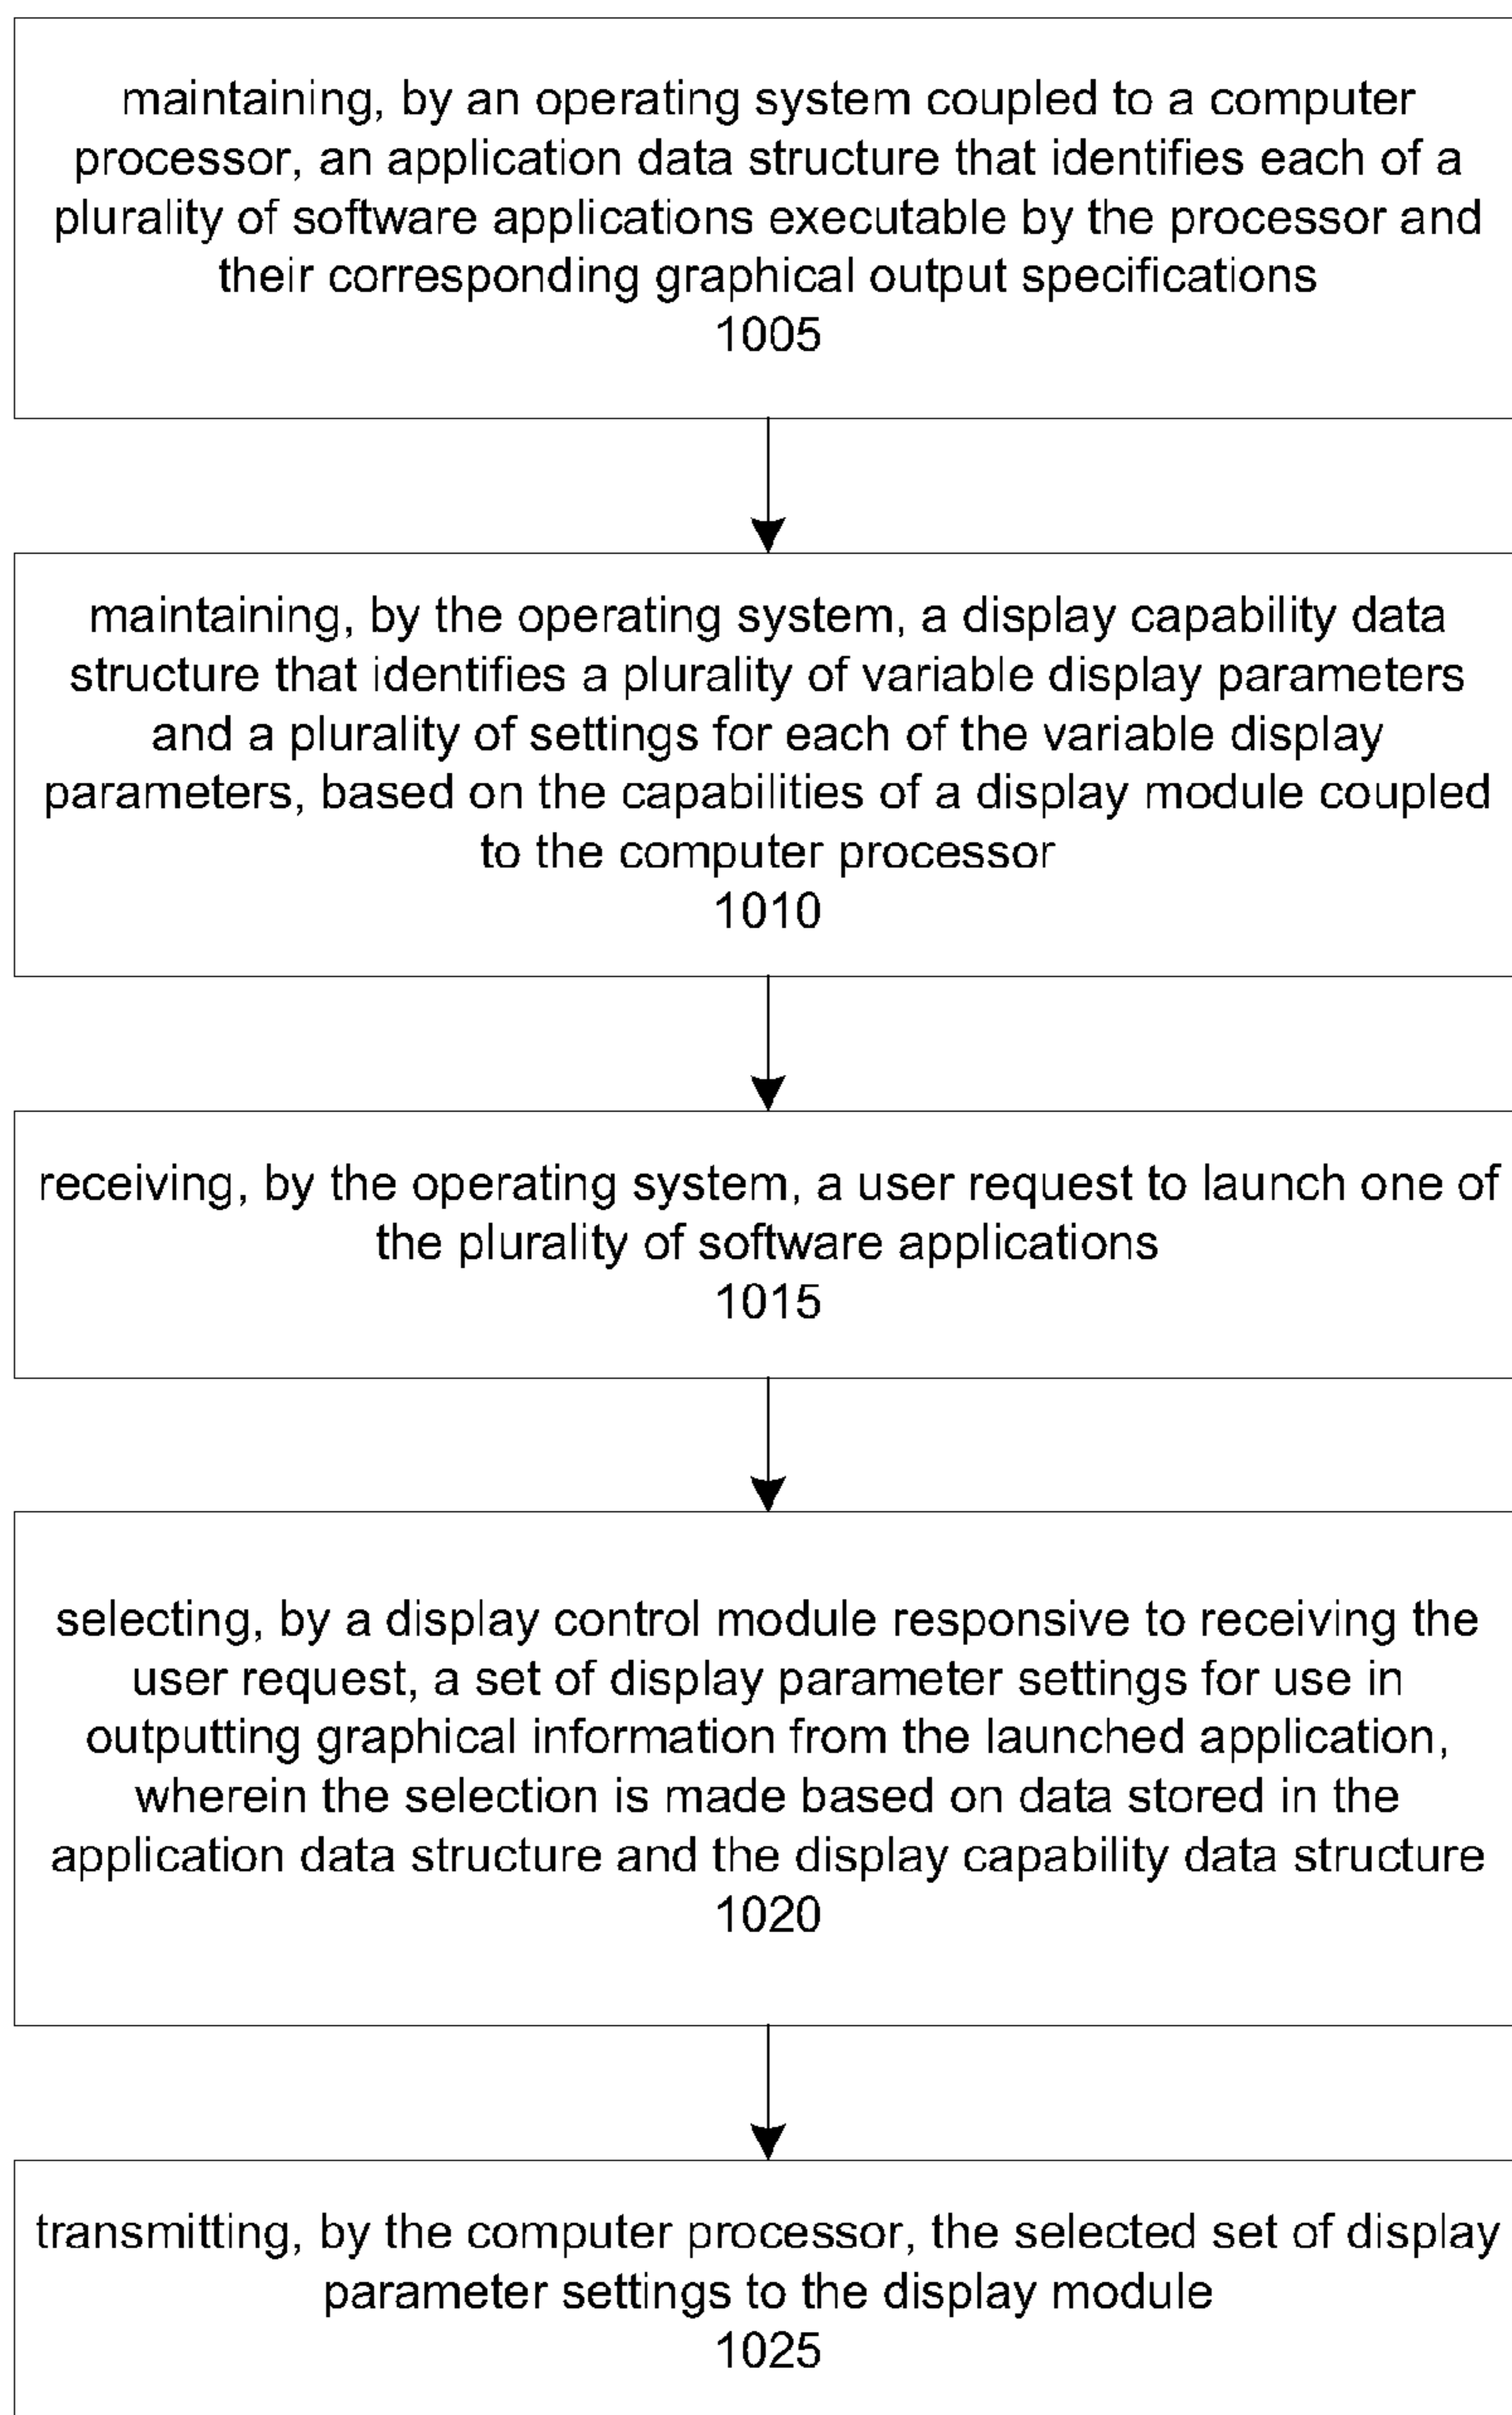 maintaining, by an operating system coupled to a computer
processor, an application data structure that identifies each of a
plurality of software applications executable by the processor and
their corresponding graphical output specifications
1005
maintaining, by the operating system, a display capability data
structure that identifies a plurality of variable display parameters
and a plurality of settings for each of the variable display
parameters, based on the capabilities of a display module coupled
to the computer processor
1010
receiving, by the operating system, a user request to launch one of
the plurality of software applications
1015
selecting, by a display control module responsive to receiving the
user request, a set of display parameter settings for use in
outputting graphical information from the launched application,
wherein the selection is made based on data stored in the
application data structure and the display capability data structure
1020
transmitting, by the computer processor, the selected set of display
parameter settings to the display module
1025